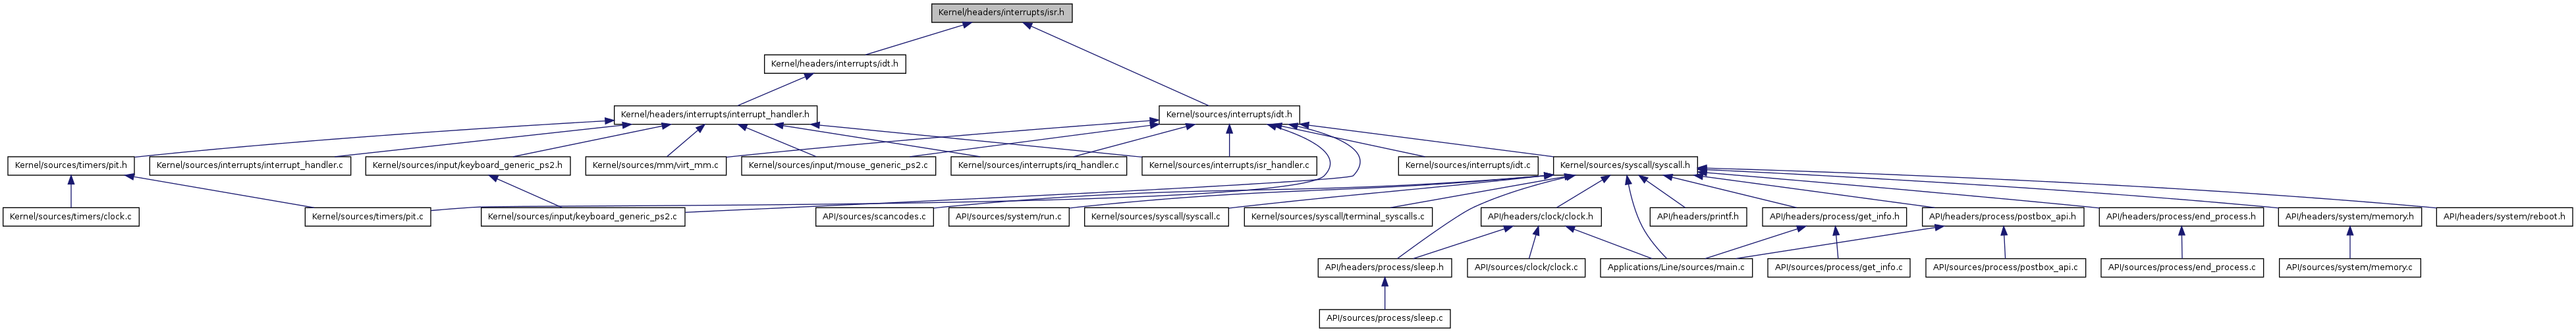 Kernel/headers/interrupts/isr.h
Kernel/headers/interrupts/idt.h
Kernel/headers/interrupts/interrupt_handler.h
Kernel/sources/interrupts/idt.h
Kernel/sources/timers/pit.h
Kernel/sources/interrupts/interrupt_handler.c
Kernel/sources/input/keyboard_generic_ps2.h
Kernel/sources/mm/virt_mm.c
Kernel/sources/input/mouse_generic_ps2.c
Kernel/sources/interrupts/irq_handler.c
Kernel/sources/interrupts/isr_handler.c
Kernel/sources/interrupts/idt.c
Kernel/sources/syscall/syscall.h
Kernel/sources/timers/clock.c
Kernel/sources/timers/pit.c
Kernel/sources/input/keyboard_generic_ps2.c
API/sources/scancodes.c
API/sources/system/run.c
Kernel/sources/syscall/syscall.c
Kernel/sources/syscall/terminal_syscalls.c
API/headers/clock/clock.h
API/headers/printf.h
API/headers/process/get_info.h
API/headers/process/postbox_api.h
API/headers/process/end_process.h
API/headers/system/memory.h
API/headers/system/reboot.h
API/headers/process/sleep.h
API/sources/clock/clock.c
Applications/Line/sources/main.c
API/sources/process/get_info.c
API/sources/process/postbox_api.c
API/sources/process/end_process.c
API/sources/system/memory.c
API/sources/process/sleep.c